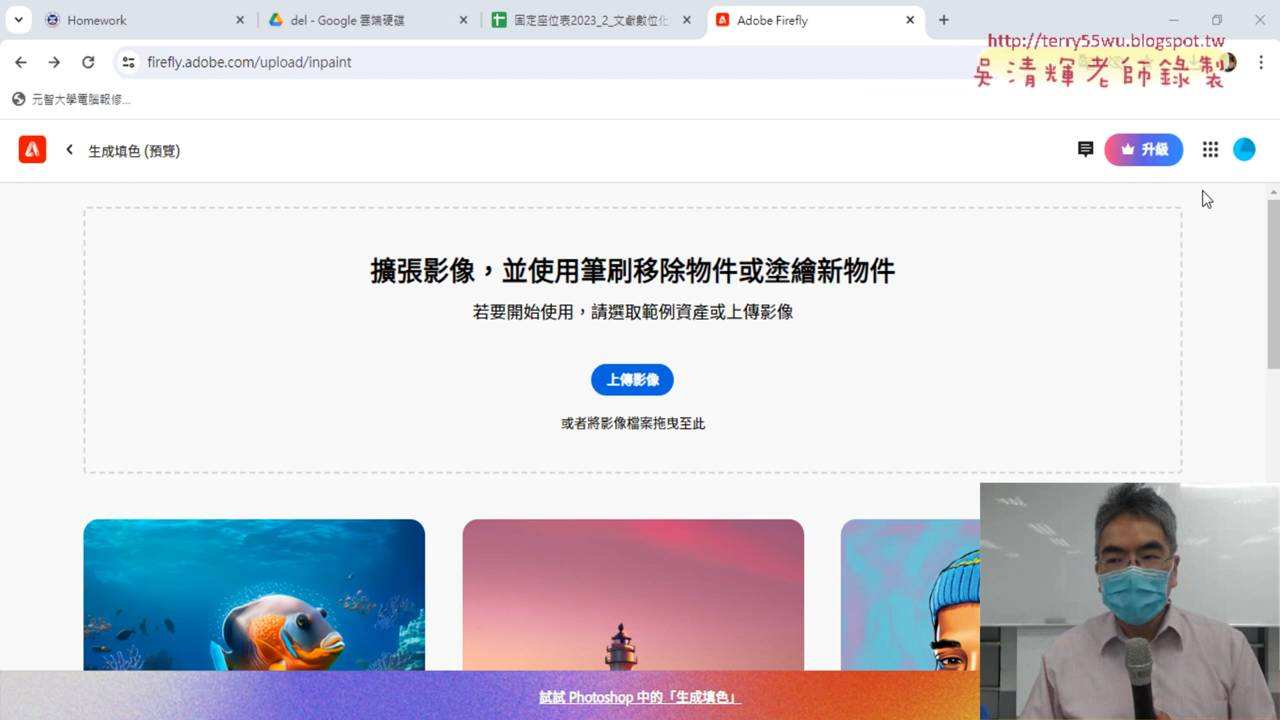 Homework
del - Google 雲端硬碟
固定座位表2023_2_文獻數位化
Adobe Firefly
http://terry55wu.blogspot.tw
吳清輝老師錄製
firefly.adobe.com/upload/inpaint
元智大學電腦報修...
生成填色 (預覽)
升級
擴張影像，並使用筆刷移除物件或塗繪新物件
若要開始使用，請選取範例資產或上傳影像
上傳影像
或者將影像檔案拖曳至此
試試 Photoshop 中的「生成填色」